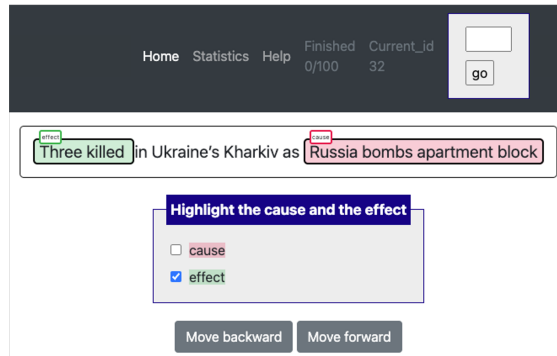 Home Statistics Help Finished 0/100 Current_id 32
go
effect cause
Three killed in Ukraine's Kharkiv as Russia bombs apartment block
Highlight the cause and the effect
cause
effect
Move backward Move forward